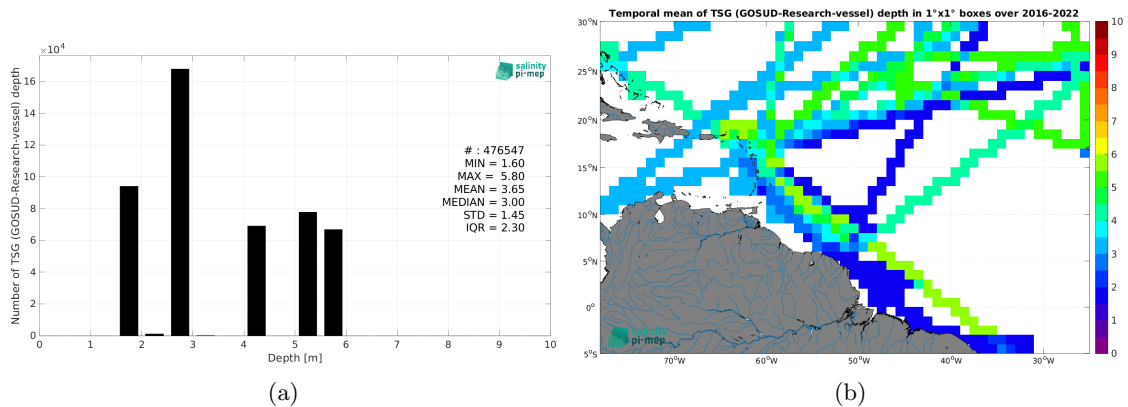 ×10⁴
16
14
12
10
8
6
4
2
0
Number of TSG (GOSUD-Research-vessel) depth
0 1 2 3 4 5 6 7 8 9 10
Depth [m]
salinity
pi-mep
# : 476547
MIN = 1.60
MAX = 5.80
MEAN = 3.65
MEDIAN = 3.00
STD = 1.45
IQR = 2.30
(a)
Temporal mean of TSG (GOSUD-Research-vessel) depth in 1°x1° boxes over 2016-2022
30°N
25°N
20°N
15°N
10°N
5°N
0°
5°S
70°W 60°W 50°W 40°W 30°W
salinity
pi-mep
10
9
8
7
6
5
4
3
2
1
0
(b)